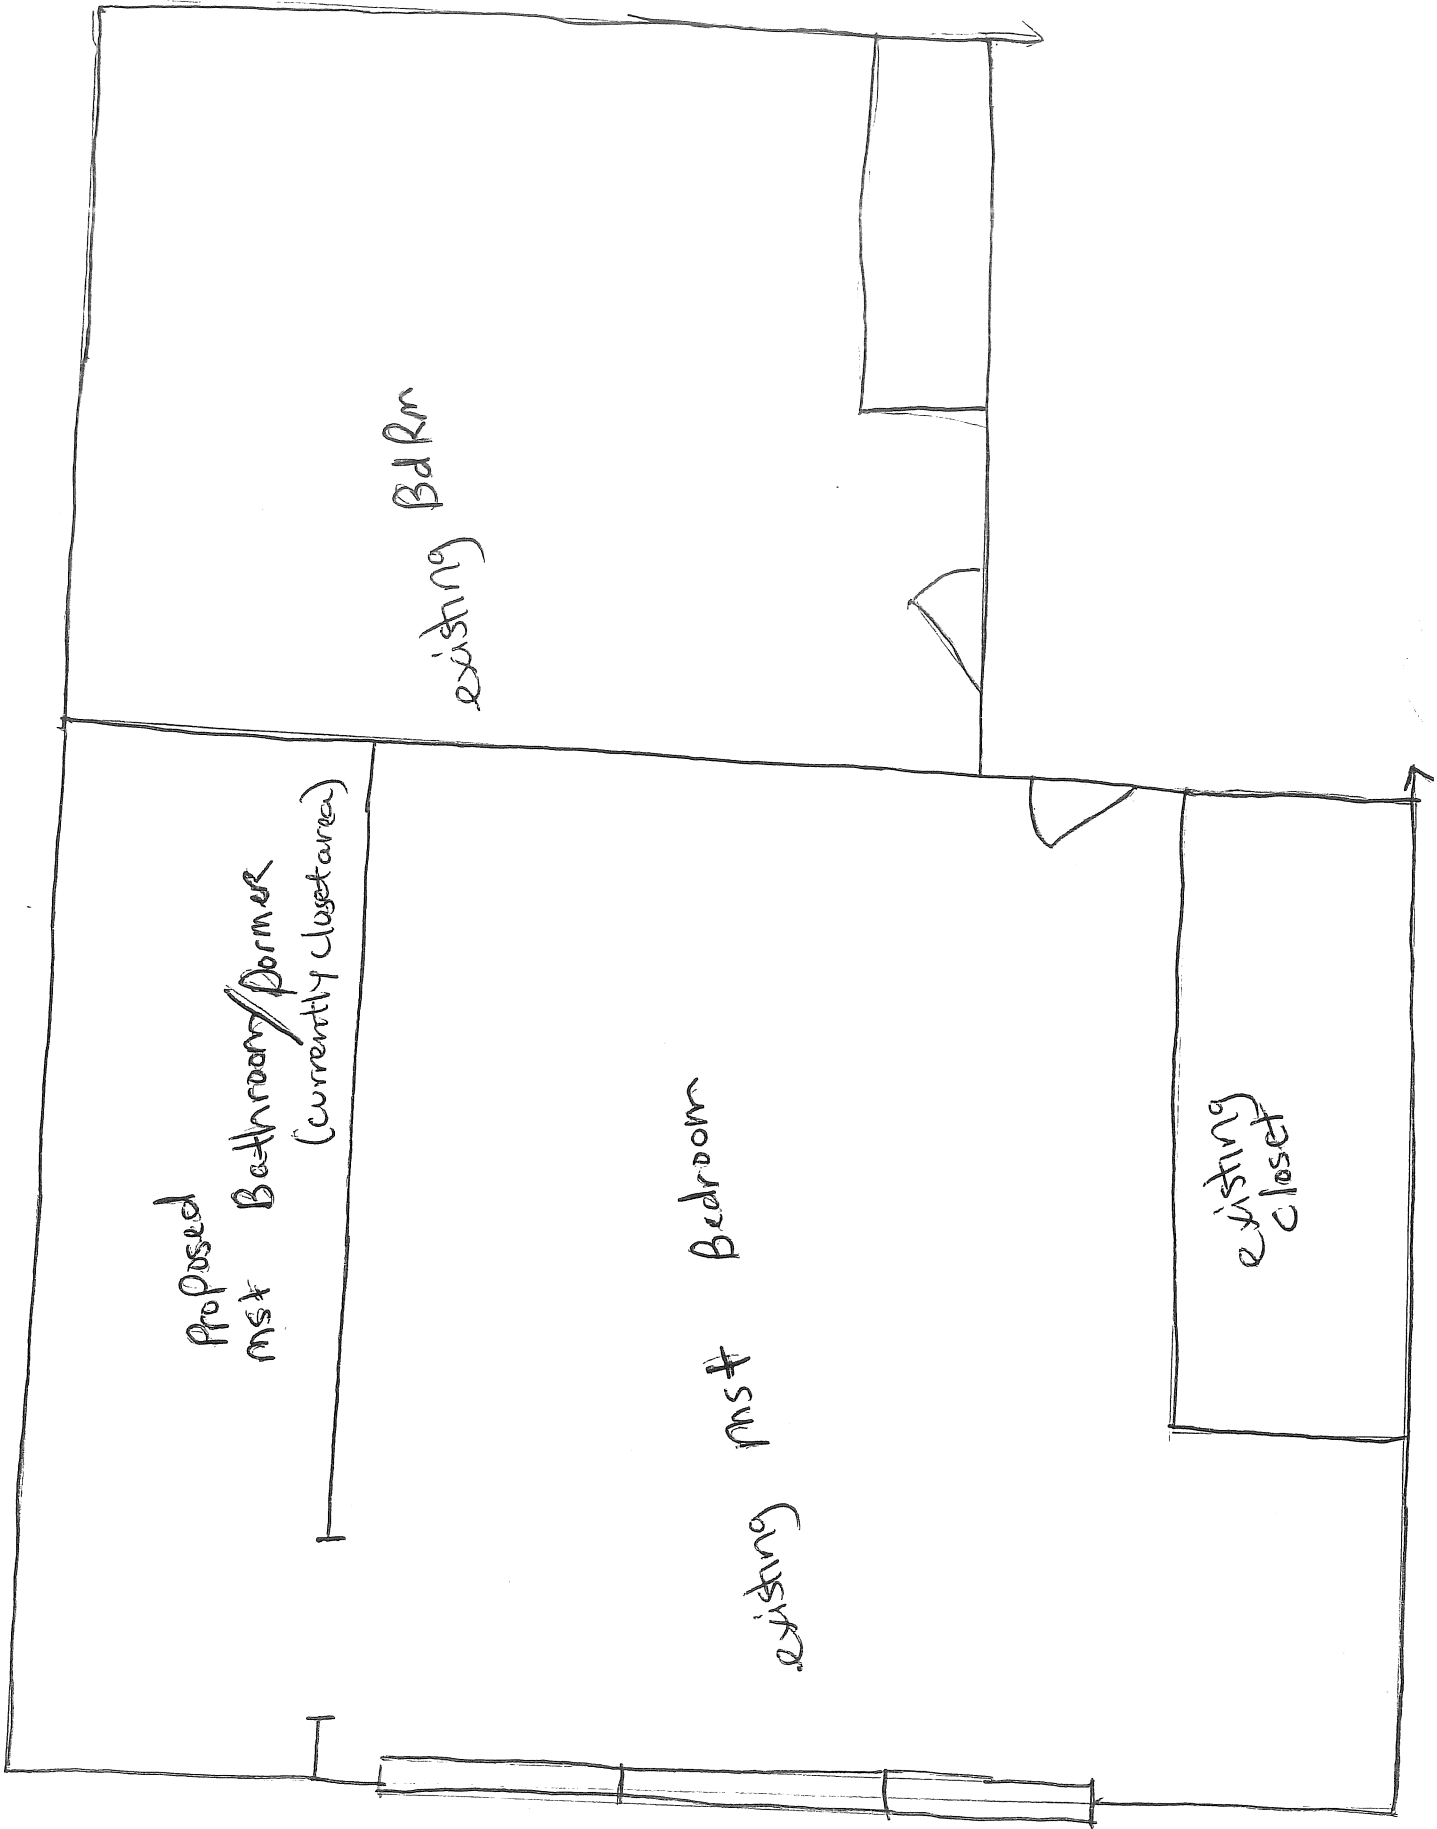 Proposed
mst Bathroom/Dormer
(currently closet area)
existing BdRm
existing mst Bedroom
existing
closet